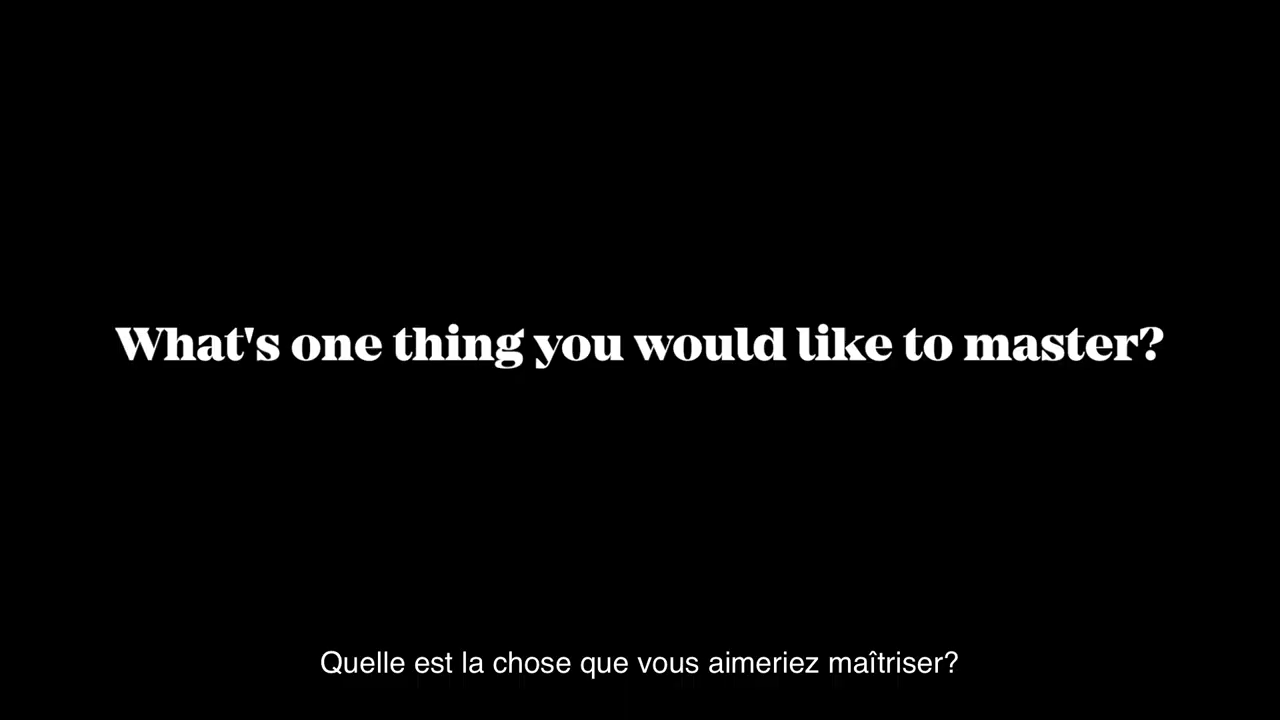 What's one thing you would like to master?
Quelle est la chose que vous aimeriez maîtriser?